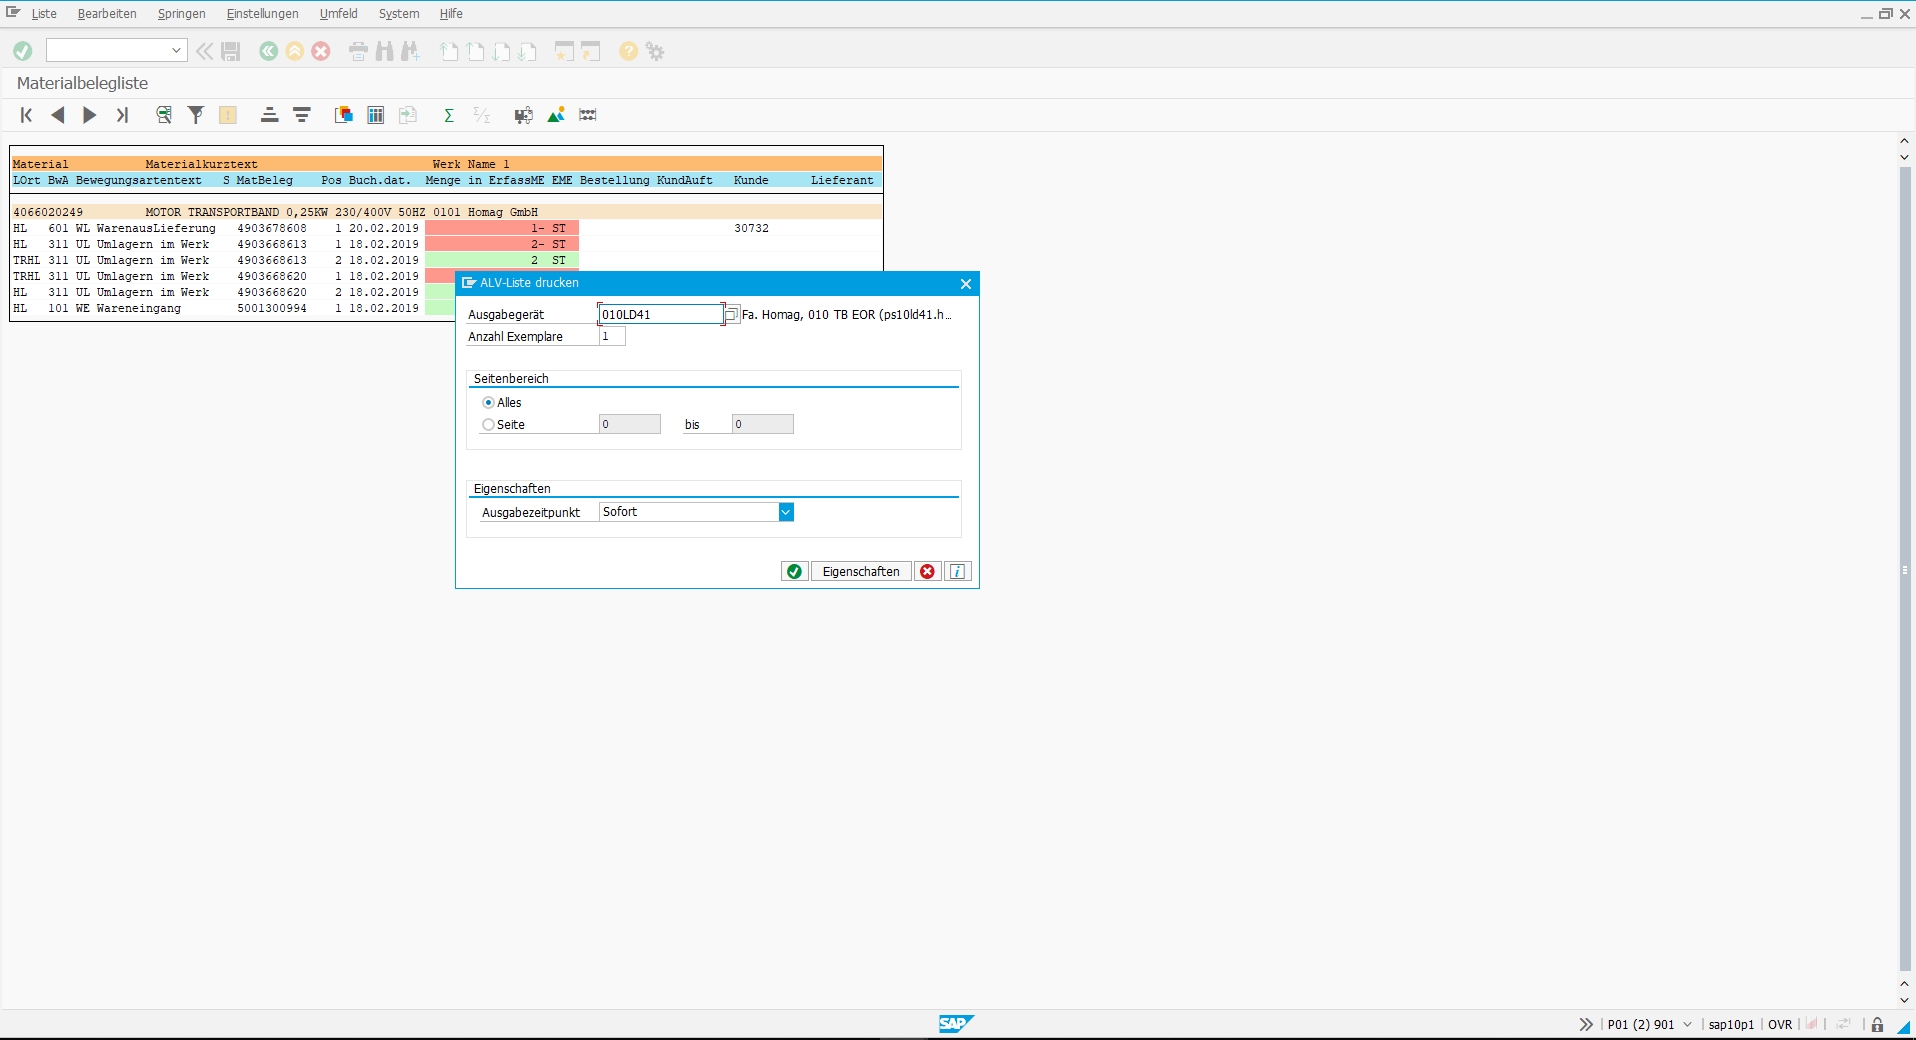 Liste Bearbeiten Springen Einstellungen Umfeld System Hilfe
Materialbelegliste
Material Materialkurztext Werk Name 1
LOrt BwA Bewegungsartentext S MatBeleg Pos Buch.dat. Menge in ErfassME EME Bestellung KundAuft Kunde Lieferant
4066020249 MOTOR TRANSPORTBAND 0,25KW 230/400V 50HZ 0101 Homag GmbH
HL 601 WL WarenausLieferung 4903678608 1 20.02.2019 1- ST 30732
HL 311 UL Umlagern im Werk 4903668613 1 18.02.2019 2- ST
TRHL 311 UL Umlagern im Werk 4903668613 2 18.02.2019 2 ST
TRHL 311 UL Umlagern im Werk 4903668620 1 18.02.2019
HL 311 UL Umlagern im Werk 4903668620 2 18.02.2019
HL 101 WE Wareneingang 5001300994 1 18.02.2019
ALV-Liste drucken
Ausgabegerät 010LD41 Fa. Homag, 010 TB EOR (ps10ld41.h...
Anzahl Exemplare 1
Seitenbereich
Alles
Seite 0 bis 0
Eigenschaften
Ausgabezeitpunkt Sofort
Eigenschaften
SAP
P01 (2) 901 sap10p1 OVR